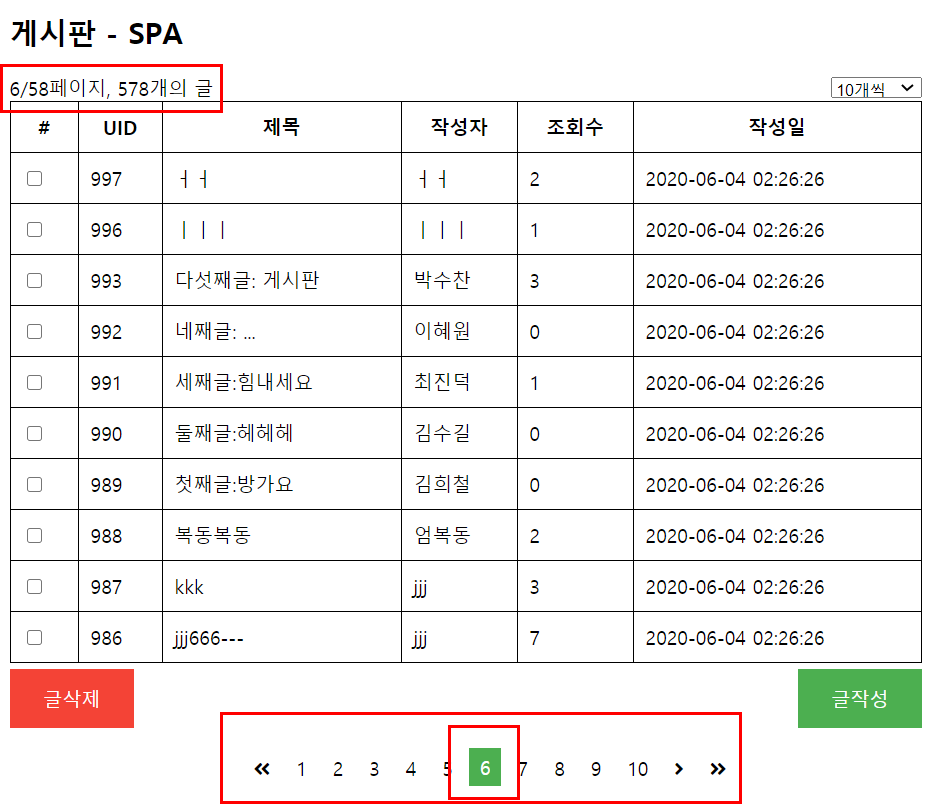 게시판 - SPA
6/58페이지, 578개의 글
10개씩
# UID 제목 작성자 조회수 작성일
997 ㅓㅓ ㅓㅓ 2 2020-06-04 02:26:26
996 ㅣㅣㅣ ㅣㅣㅣ 1 2020-06-04 02:26:26
993 다섯째글: 게시판 박수찬 3 2020-06-04 02:26:26
992 네째글: ... 이혜원 0 2020-06-04 02:26:26
991 세째글:힘내세요 최진덕 1 2020-06-04 02:26:26
990 둘째글:헤헤헤 김수길 0 2020-06-04 02:26:26
989 첫째글:방가요 김희철 0 2020-06-04 02:26:26
988 복동복동 엄복동 2 2020-06-04 02:26:26
987 kkk jjj 3 2020-06-04 02:26:26
986 jjj666--- jjj 7 2020-06-04 02:26:26
글삭제 글작성
« 1 2 3 4 5 6 7 8 9 10 › »